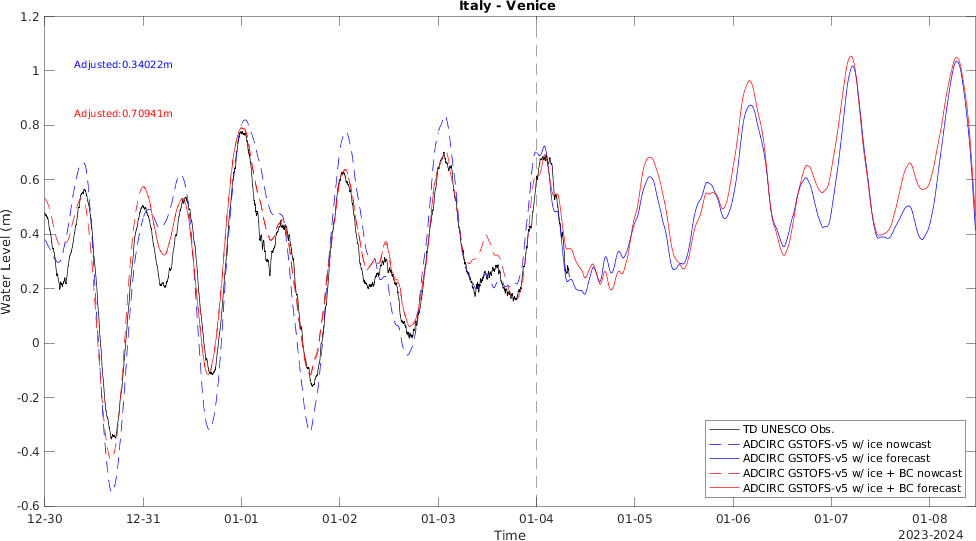 Italy - Venice
1.2
1
0.8
0.6
0.4
0.2
0
-0.2
-0.4
-0.6
Water Level (m)
Adjusted:0.34022m
Adjusted:0.70941m
TD UNESCO Obs.
ADCIRC GSTOFS-v5 w/ ice nowcast
ADCIRC GSTOFS-v5 w/ ice forecast
ADCIRC GSTOFS-v5 w/ ice + BC nowcast
ADCIRC GSTOFS-v5 w/ ice + BC forecast
12-30 12-31 01-01 01-02 01-03 01-04 01-05 01-06 01-07 01-08
Time
2023-2024